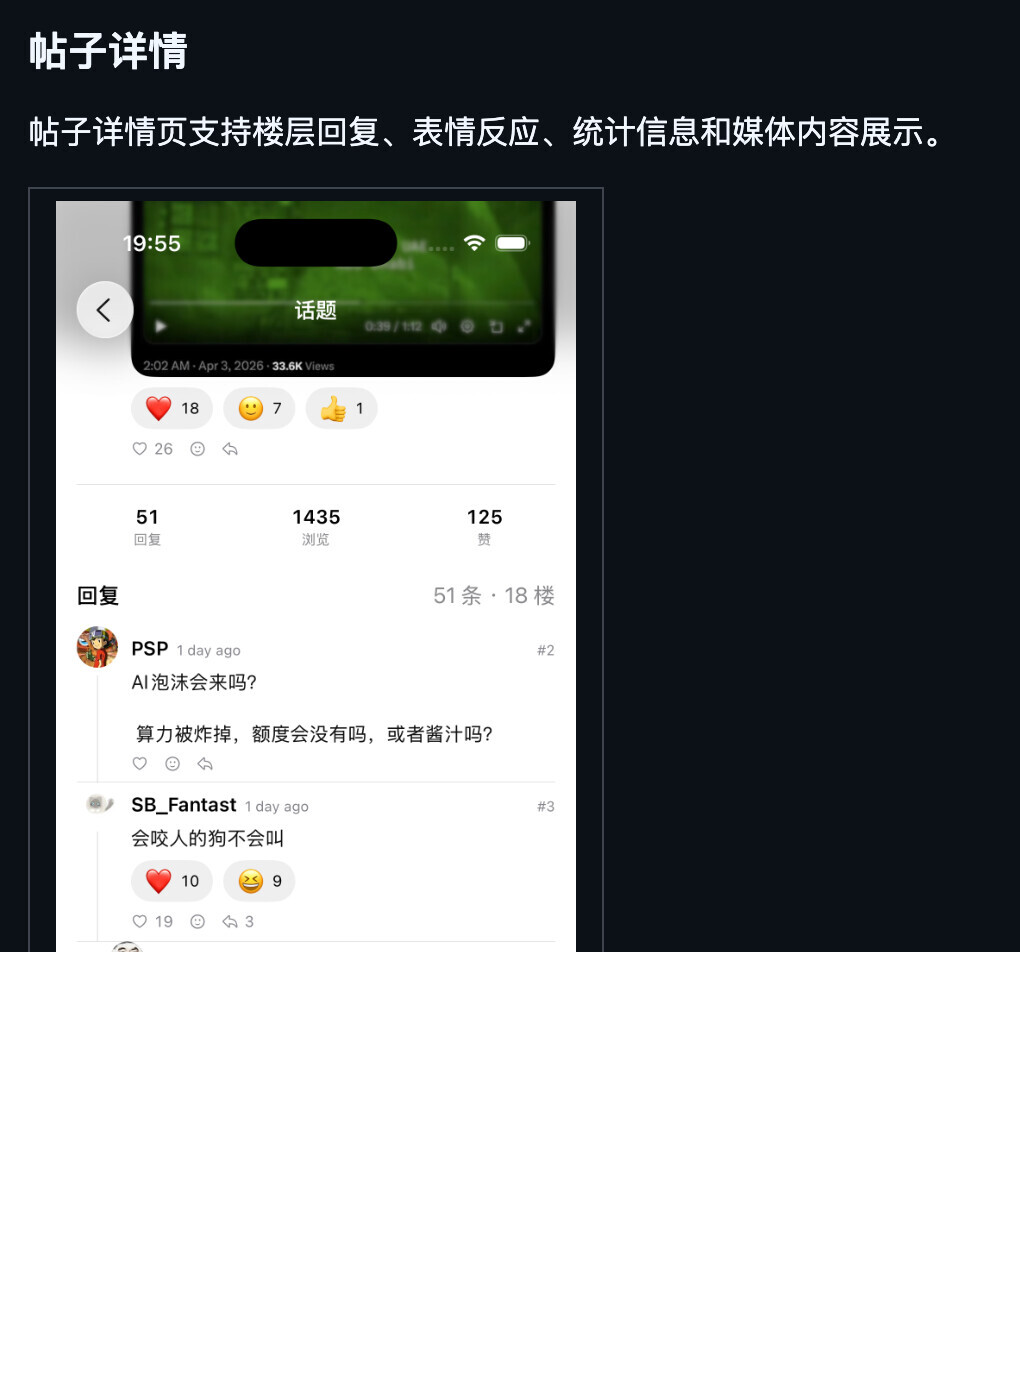 帖子详情
帖子详情页支持楼层回复、表情反应、统计信息和媒体内容展示。
19:55
话题
0:39 / 1:12
2:02 AM · Apr 3, 2026 · 33.6K Views
❤️ 18 🙂 7 👍 1
26
51 1435 125
回复 浏览 赞
回复 51 条 · 18 楼
PSP 1 day ago #2
AI泡沫会来吗?
算力被炸掉，额度会没有吗，或者酱汁吗?
SB_Fantast 1 day ago #3
会咬人的狗不会叫
❤️ 10 😆 9
19 3